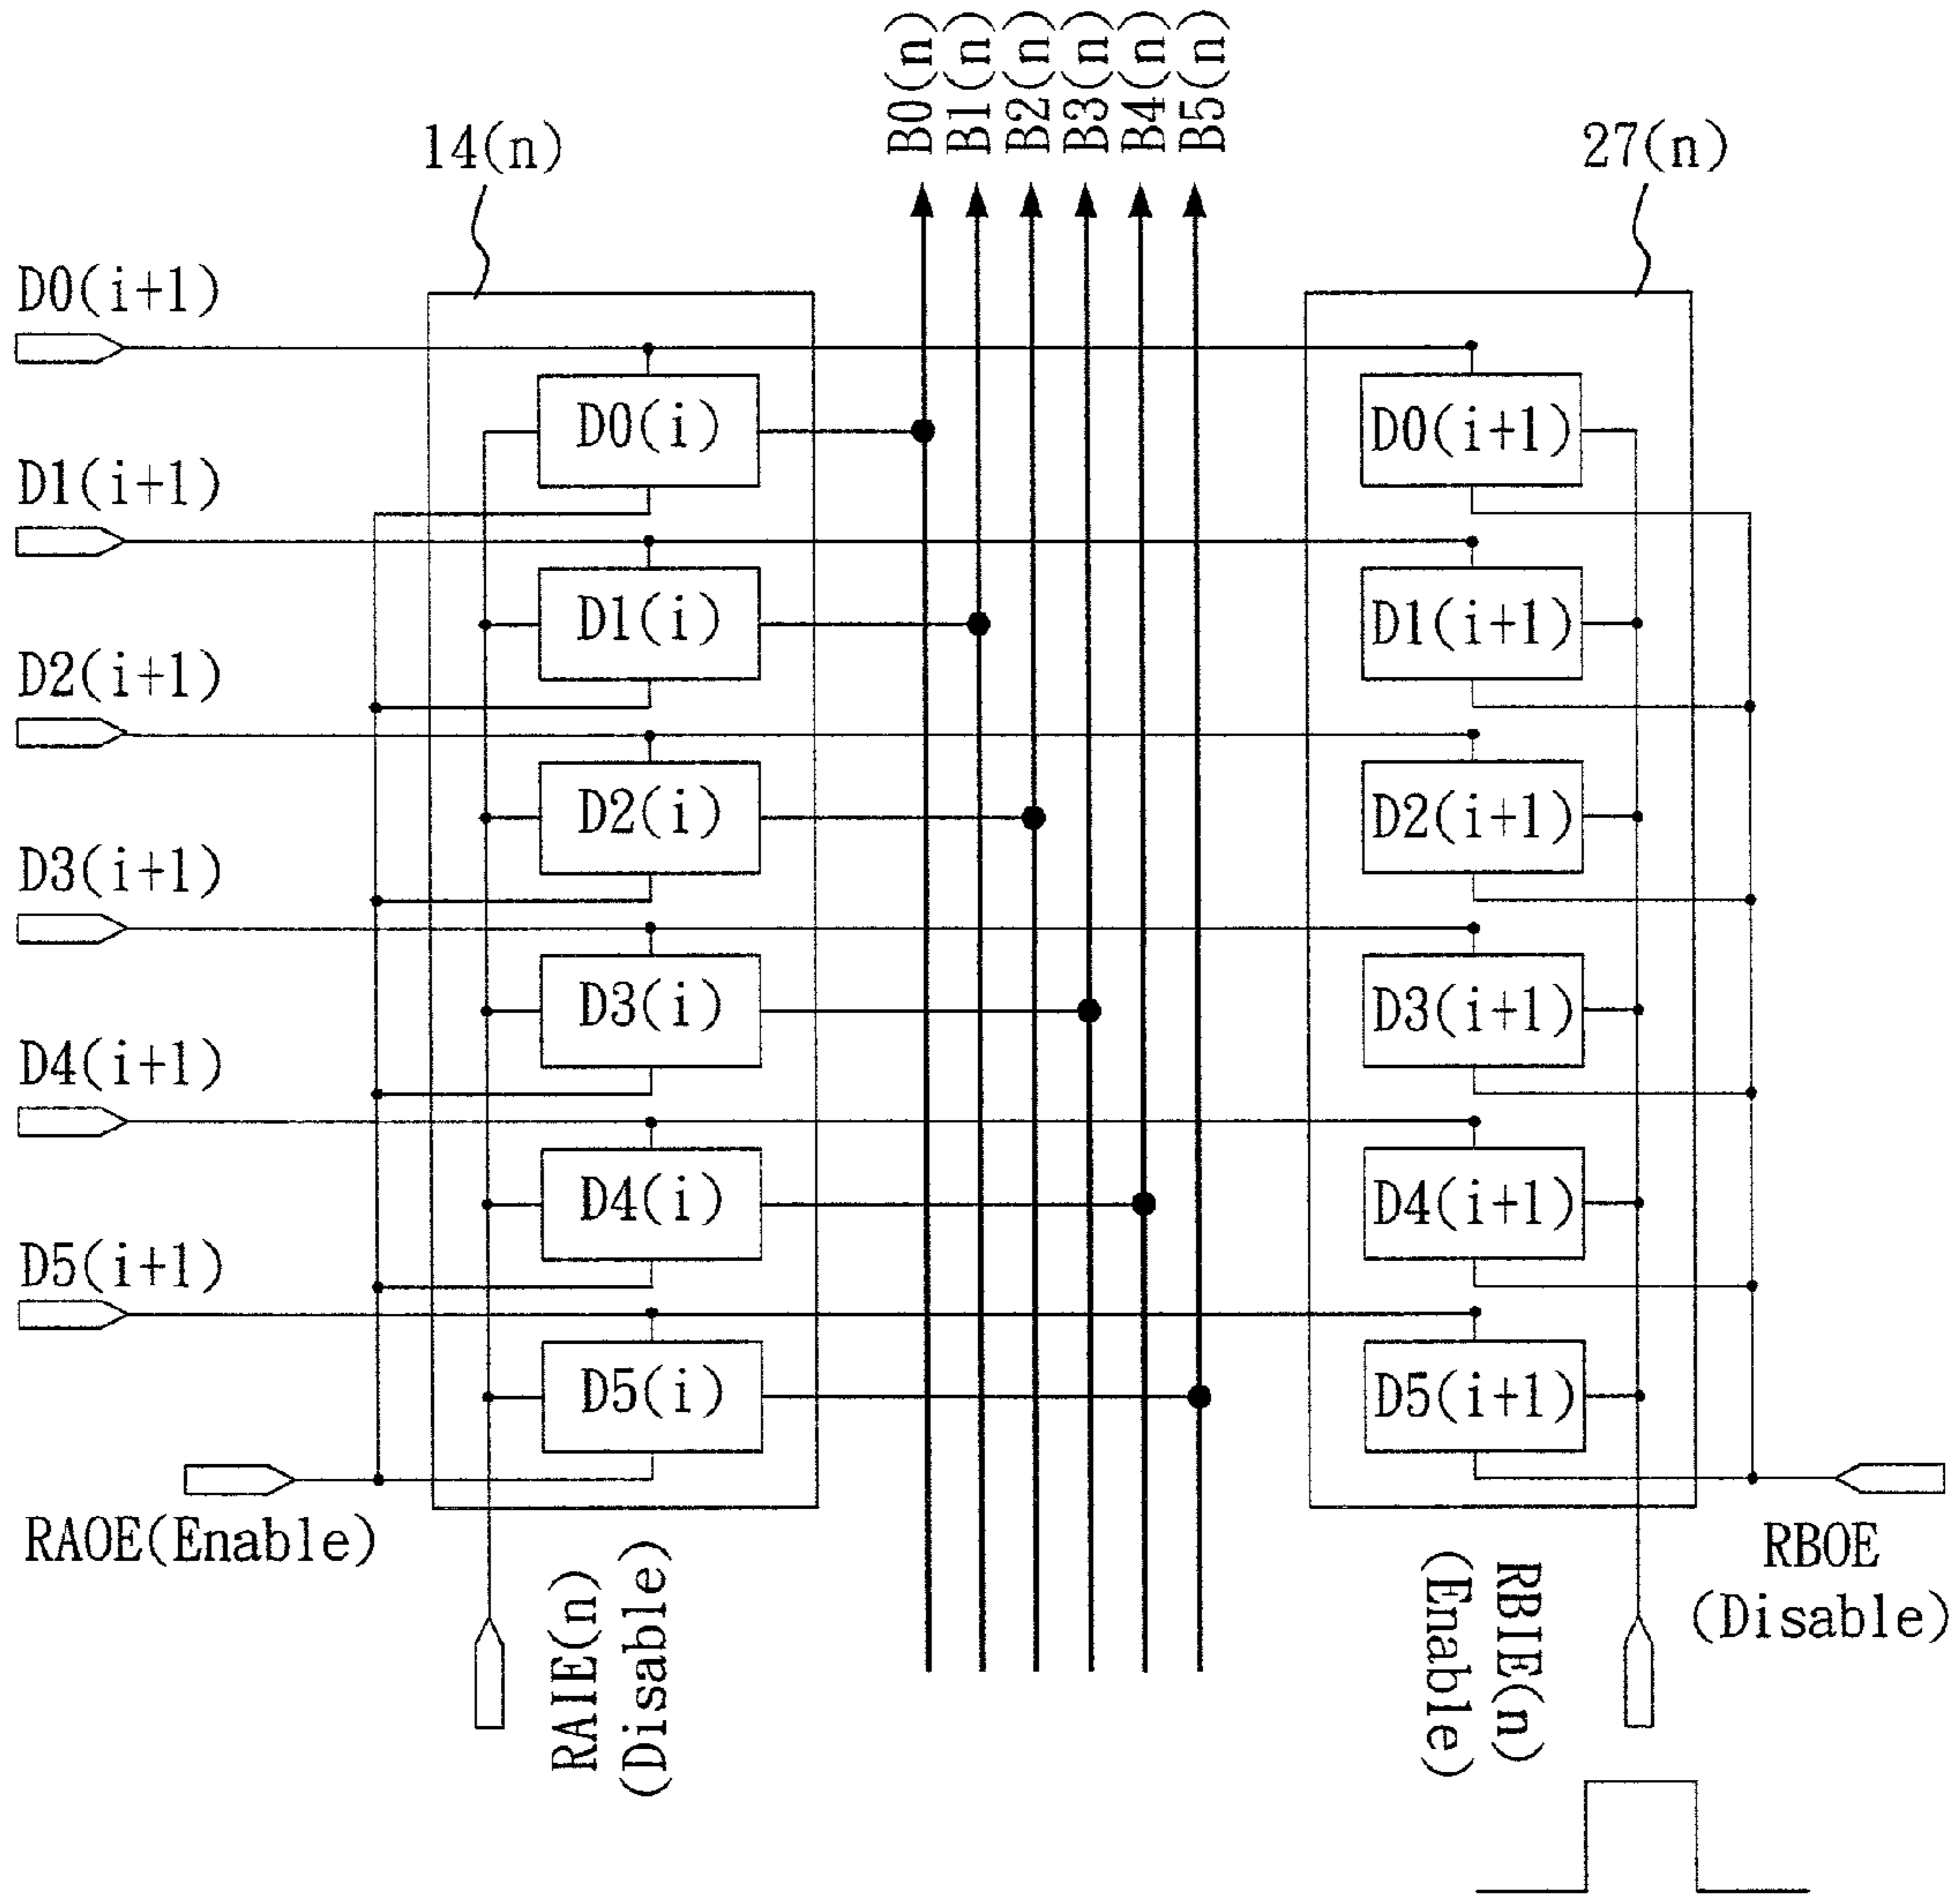 B0(n)
B1(n)
B2(n)
B3(n)
B4(n)
B5(n)
14(n)
27(n)
D0(i+1)
D0(i)
D0(i+1)
D1(i+1)
D1(i)
D1(i+1)
D2(i+1)
D2(i)
D2(i+1)
D3(i+1)
D3(i)
D3(i+1)
D4(i+1)
D4(i)
D4(i+1)
D5(i+1)
D5(i)
D5(i+1)
RAOE(Enable)
RAIE(n)
(Disable)
RBIE(n)
(Enable)
RBOE
(Disable)